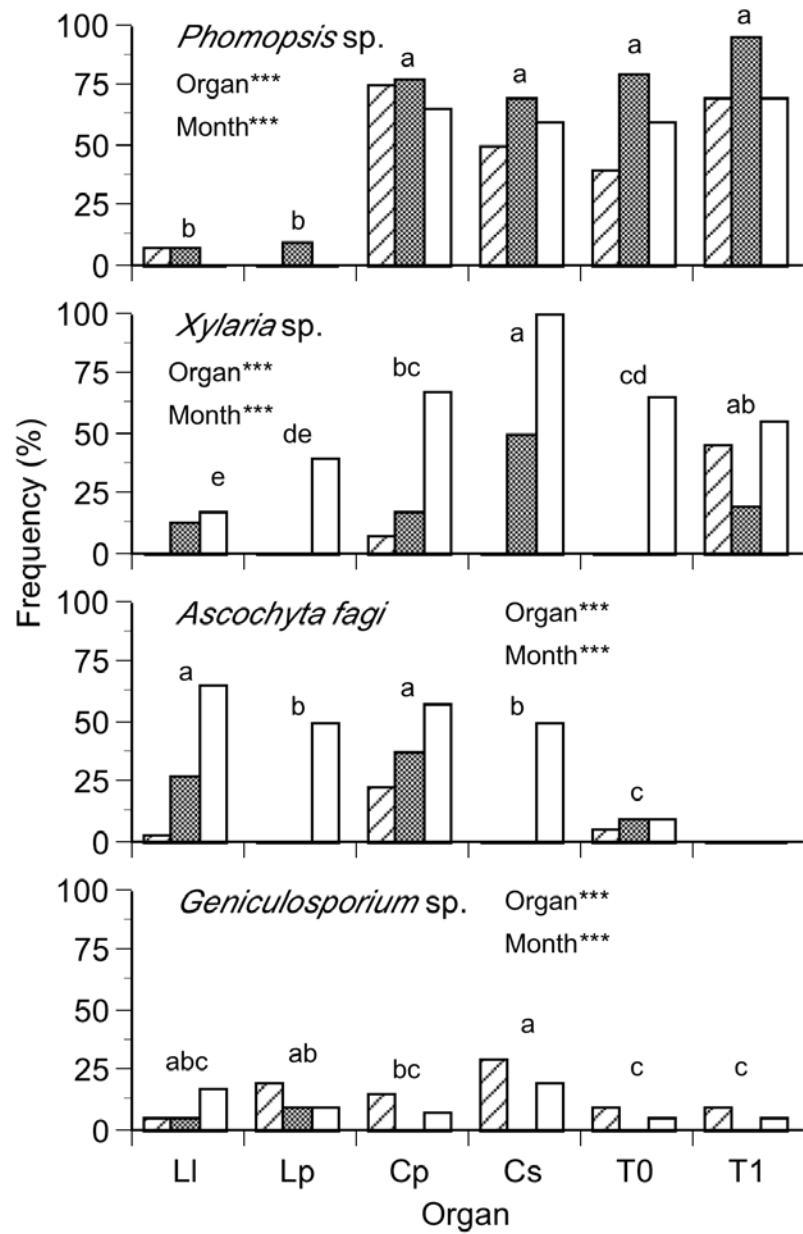 Frequency (%)
100
75
50
25
0
Phomopsis sp.
Organ***
Month***
b
b
a
a
a
a
100
75
50
25
0
Xylaria sp.
Organ***
Month***
e
de
bc
a
cd
ab
100
75
50
25
0
Ascochyta fagi
Organ***
Month***
a
b
a
b
c
100
75
50
25
0
Geniculosporium sp.
Organ***
Month***
abc
ab
bc
a
c
c
Ll Lp Cp Cs T0 T1
Organ